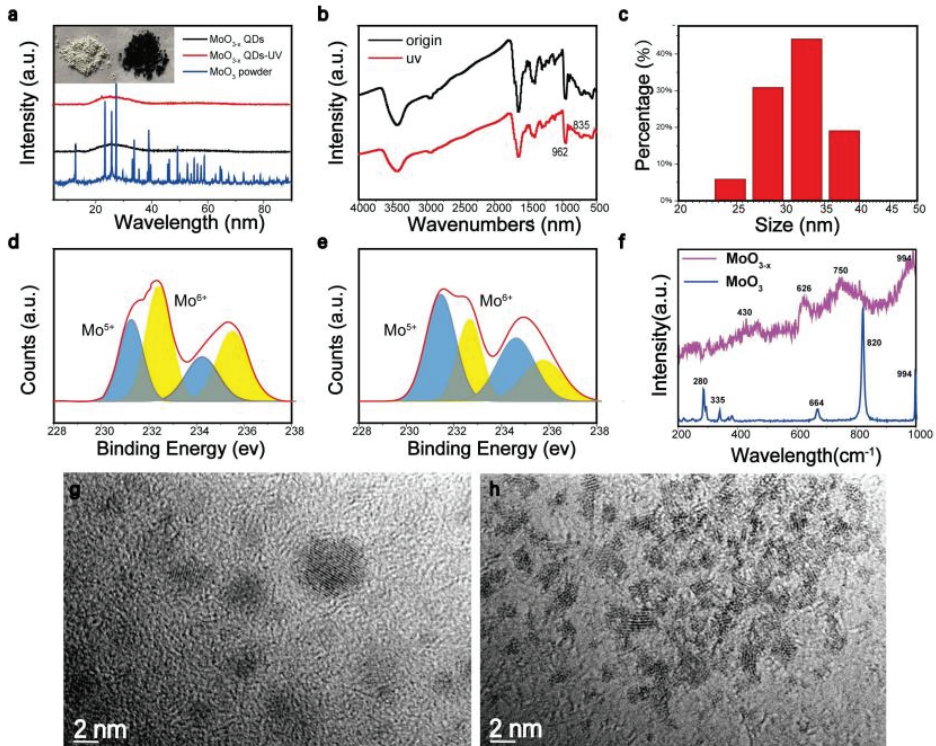 a
MoO3-x QDs
MoO3-x QDs-UV
MoO3 powder
Intensity (a.u.)
20 40 60 80
Wavelength (nm)
b
origin
uv
835
962
Intensity (a.u.)
4000 3500 3000 2500 2000 1500 1000 500
Wavenumbers (nm)
c
Percentage (%)
50%
40%
30%
20%
10%
0%
20 25 30 35 40 45 50
Size (nm)
d
Mo5+
Mo6+
Counts (a.u.)
228 230 232 234 236 238
Binding Energy (ev)
e
Mo5+
Mo6+
Counts (a.u.)
228 230 232 234 236 238
Binding Energy (ev)
f
MoO3-x
MoO3
994
750
626
430
820
994
280
335
664
Intensity(a.u.)
200 400 600 800 1000
Wavelength(cm-1)
g
2 nm
h
2 nm